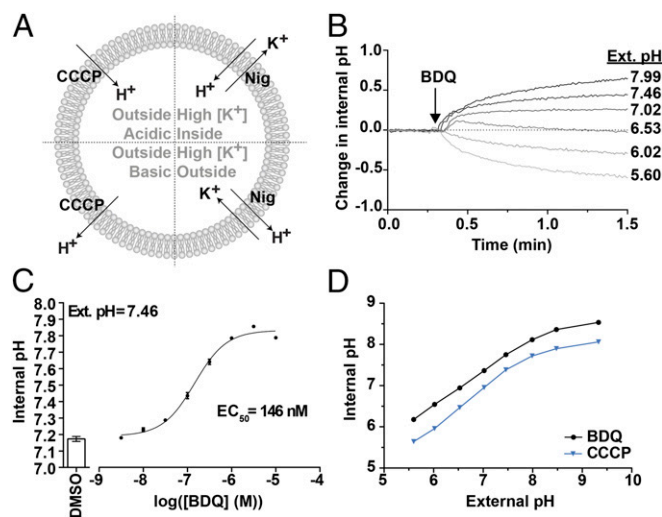 A
CCCP
H+
K+
H+
Nig
Outside High [K+]
Acidic Inside
Outside High [K+]
Basic Outside
CCCP
H+
K+
Nig
H+
B
Change in internal pH
1.0
0.5
0.0
-0.5
-1.0
BDQ
Ext. pH
7.99
7.46
7.02
6.53
6.02
5.60
0.0
0.5
1.0
1.5
Time (min)
C
Internal pH
8.0
7.9
7.8
7.7
7.6
7.5
7.4
7.3
7.2
7.1
7.0
Ext. pH = 7.46
EC50 = 146 nM
DMSO
-9
-8
-7
-6
-5
-4
log([BDQ] (M))
D
Internal pH
9
8
7
6
5
BDQ
CCCP
5
6
7
8
9
10
External pH